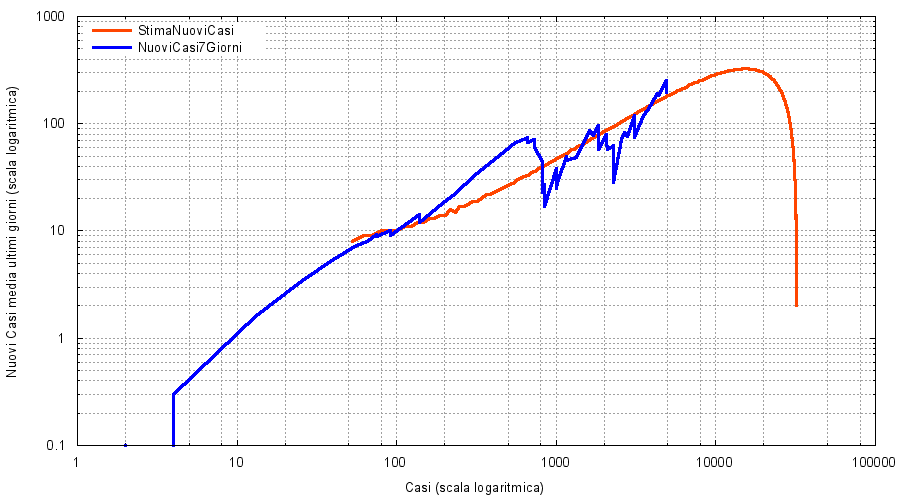 1000
StimaNuoviCasi
NuoviCasi7Giorni
100
10
1
0.1
Nuovi Casi media ultimi giorni (scala logaritmica)
1 10 100 1000 10000 100000
Casi (scala logaritmica)